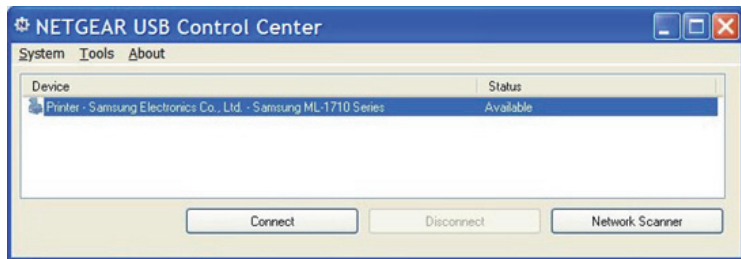 NETGEAR USB Control Center
System Tools About
Device Status
Printer - Samsung Electronics Co., Ltd. - Samsung ML-1710 Series Available
Connect Disconnect Network Scanner